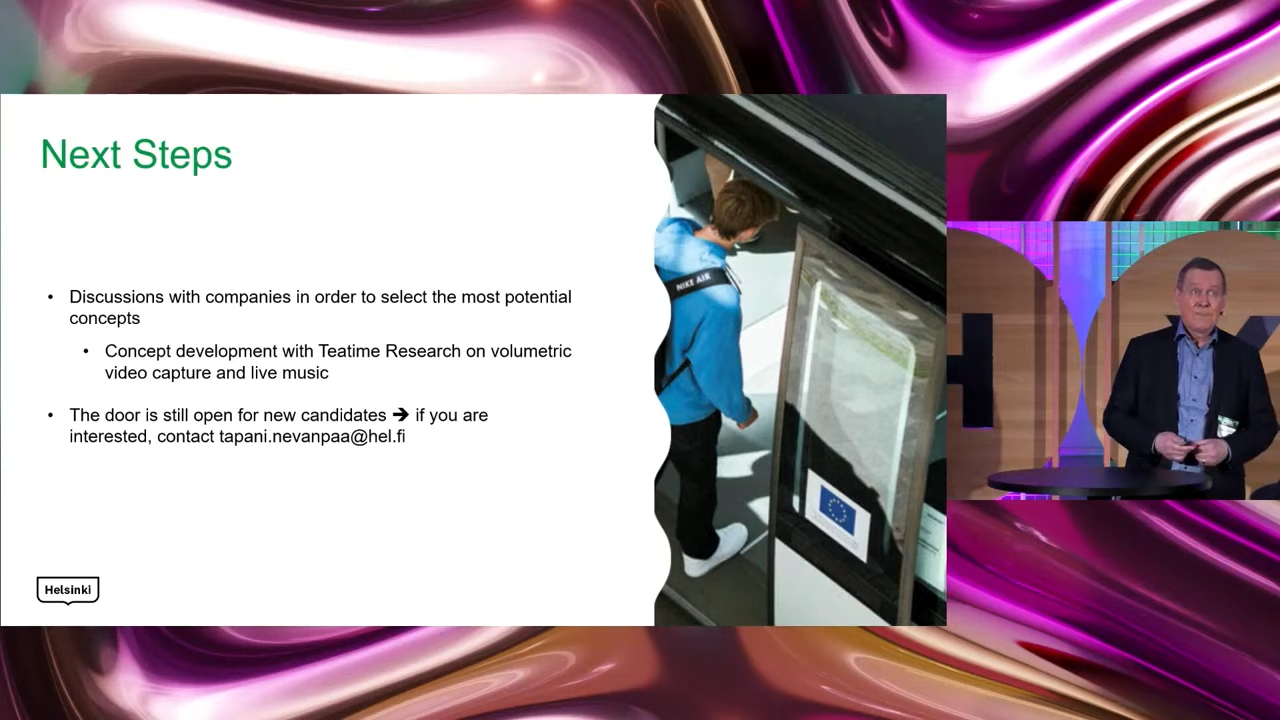 Next Steps
• Discussions with companies in order to select the most potential
concepts
• Concept development with Teatime Research on volumetric
video capture and live music
• The door is still open for new candidates ➔ if you are
interested, contact tapani.nevanpaa@hel.fi
Helsinki
NIKE AIR
H